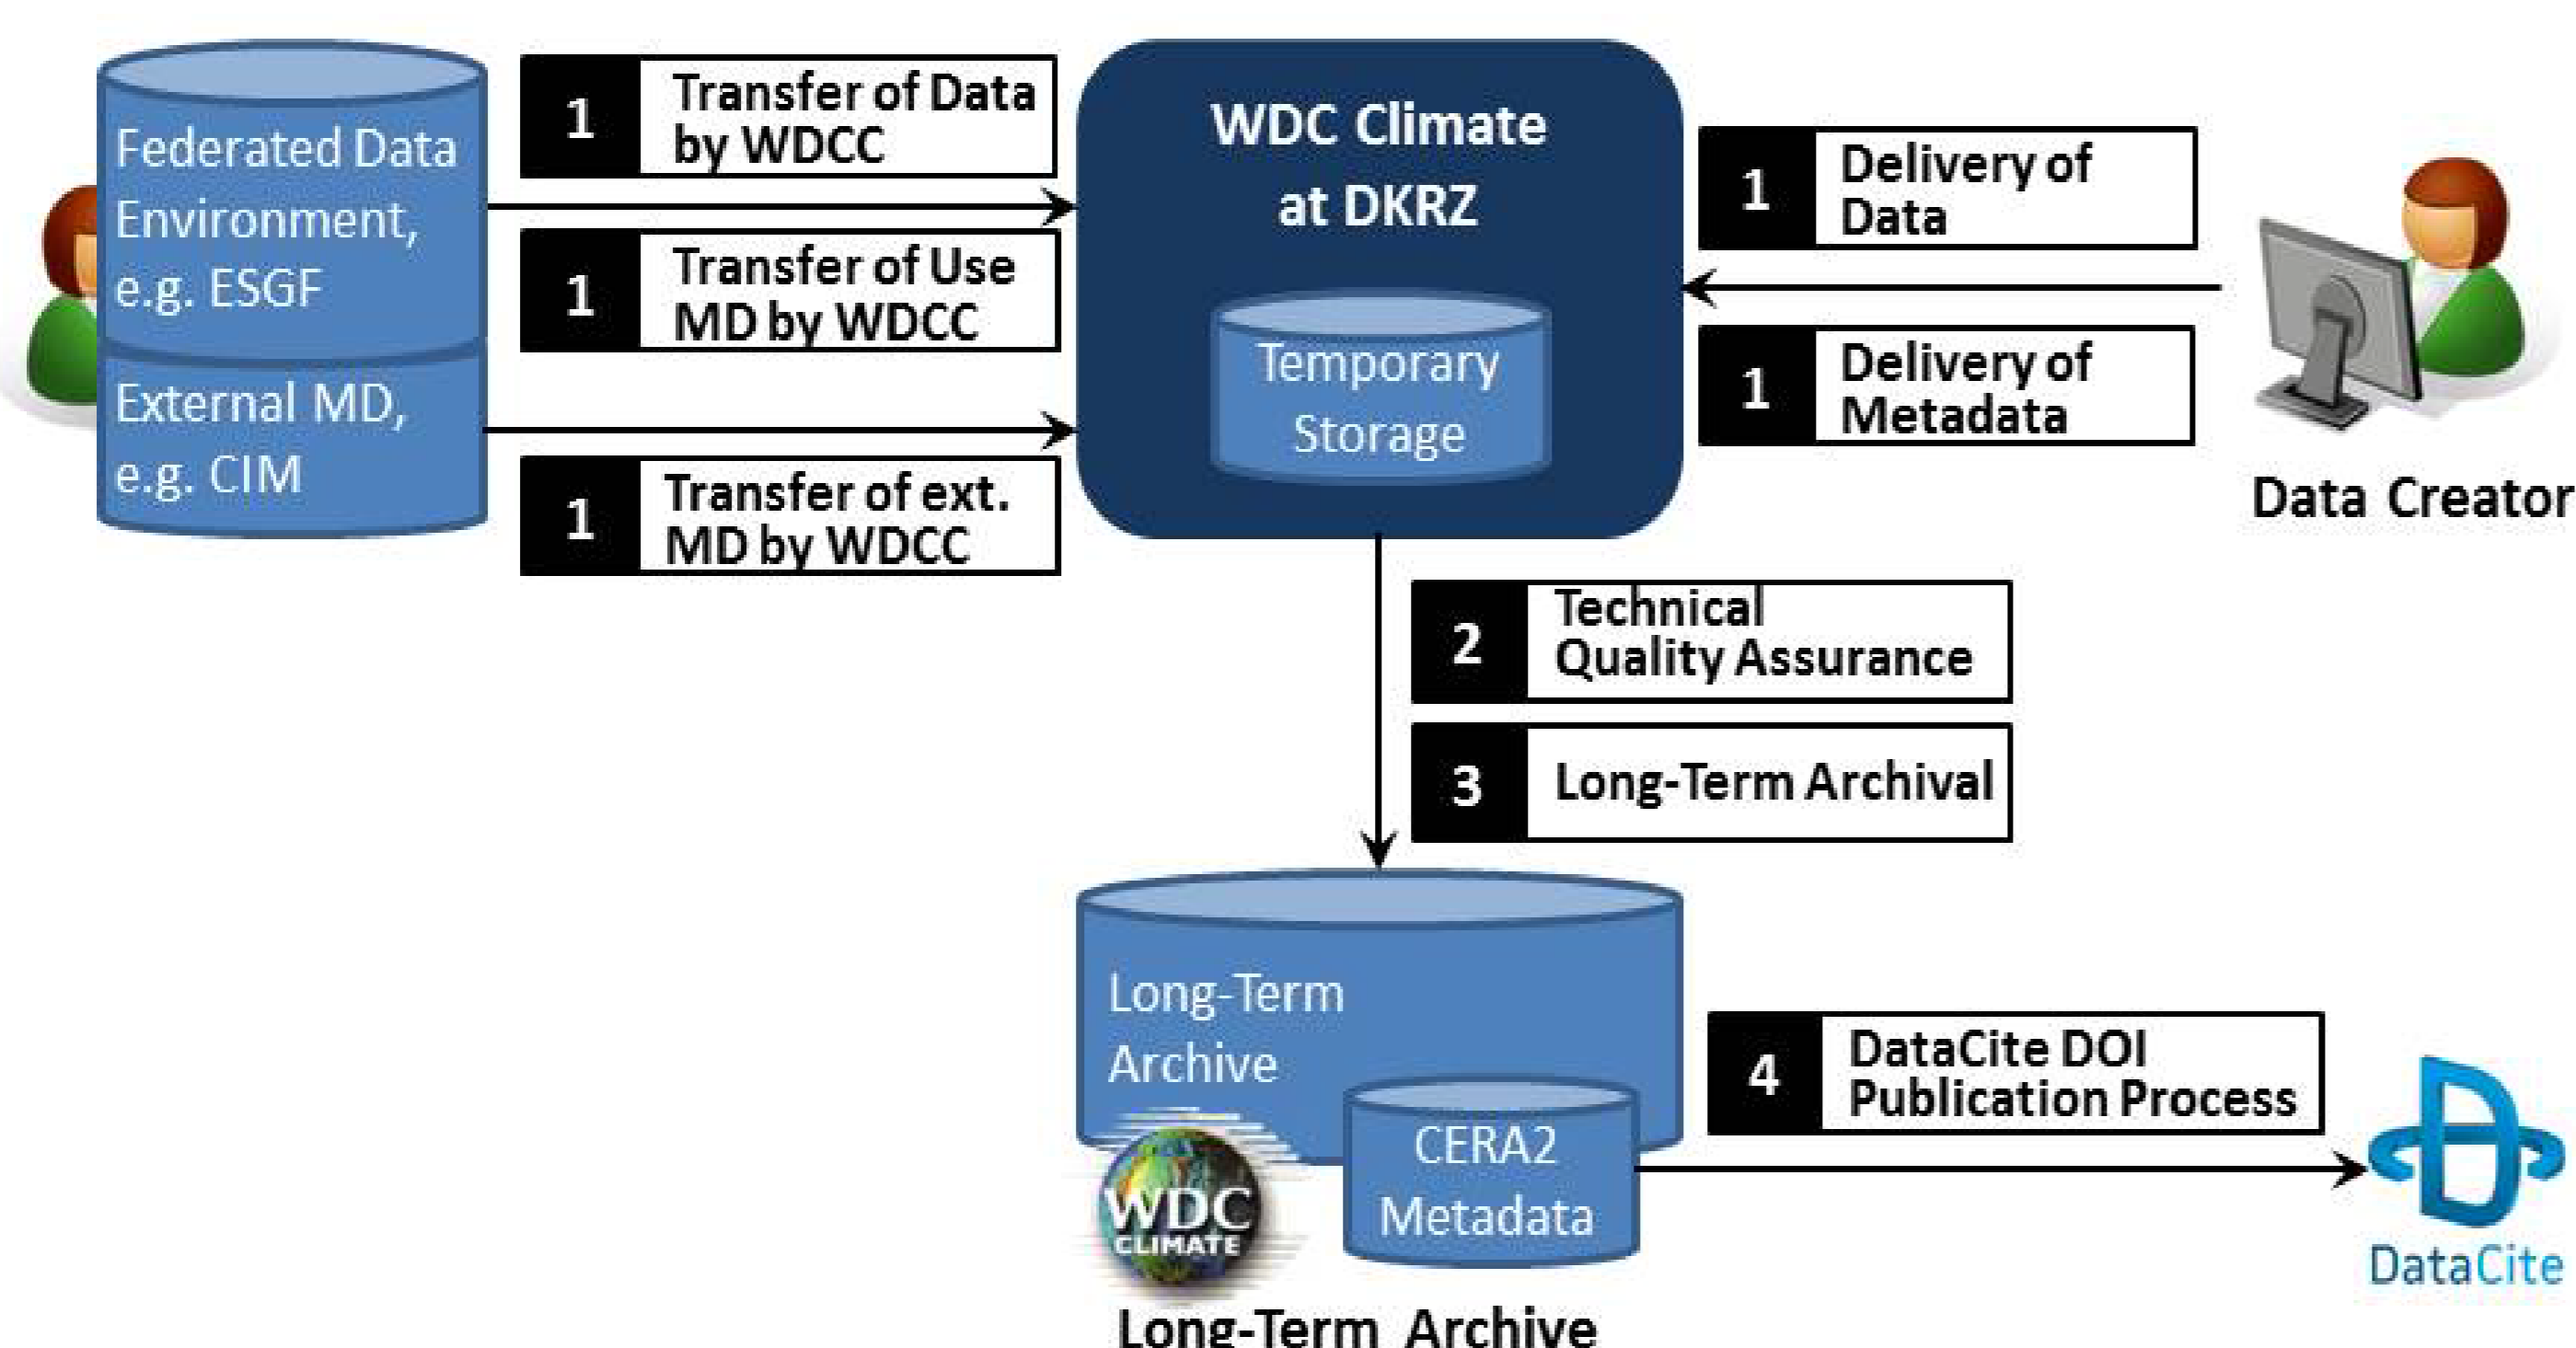 Federated Data
Environment,
e.g. ESGF
External MD,
e.g. CIM
1
Transfer of Data
by WDCC
1
Transfer of Use
MD by WDCC
1
Transfer of ext.
MD by WDCC
WDC Climate
at DKRZ
Temporary
Storage
1
Delivery of
Data
1
Delivery of
Metadata
Data Creator
2
Technical
Quality Assurance
3
Long-Term Archival
Long-Term
Archive
WDC
CLIMATE
CERA2
Metadata
Long-Term Archive
4
DataCite DOI
Publication Process
DataCite